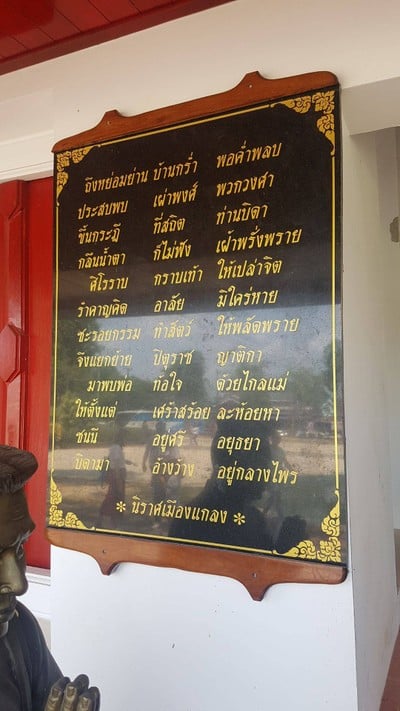 ถึงหย่อมย่าน บ้านกร่ำ พอค่ำพลบ
ประสบพบ เผ่าพงศ์ พวกวงศา
ขึ้นกระฎี ที่สถิต ท่านบิดา
กลืนน้ำตา ก็ไม่ฟัง เฝ้าพรั่งพราย
ศิโรราบ กราบเท้า ให้เปล่าจิต
รำคาญคิด อาลัย มิใคร่หาย
ชะรอยกรรม ทำสัตว์ ให้พลัดพราย
จึงแยกย้าย บิตุราช ญาติกา
มาพบพ่อ ท้อใจ ด้วยไกลแม่
ให้ตั้งแต่ เศร้าสร้อย ละห้อยหา
ชนนี อยู่ศรี อยุธยา
บิดามา อ้างว้าง อยู่กลางไพร
* นิราศเมืองแกลง *